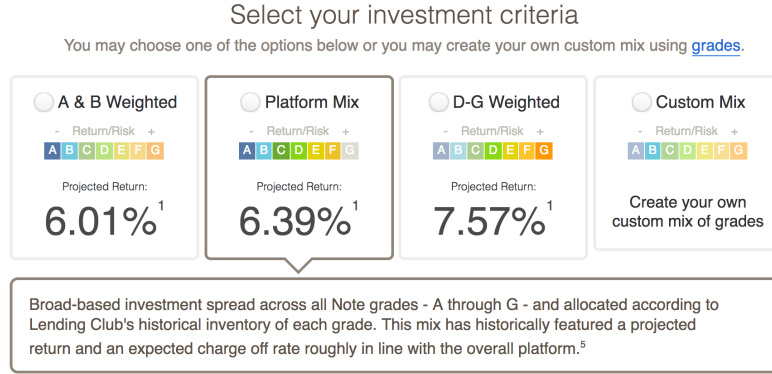 Select your investment criteria
You may choose one of the options below or you may create your own custom mix using grades.
A & B Weighted
- Return/Risk +
A B C D E F G
Projected Return:
6.01%1
Platform Mix
- Return/Risk +
A B C D E F G
Projected Return:
6.39%1
D-G Weighted
- Return/Risk +
A B C D E F G
Projected Return:
7.57%1
Custom Mix
- Return/Risk +
A B C D E F G
Create your own
custom mix of grades
Broad-based investment spread across all Note grades - A through G - and allocated according to
Lending Club's historical inventory of each grade. This mix has historically featured a projected
return and an expected charge off rate roughly in line with the overall platform.5